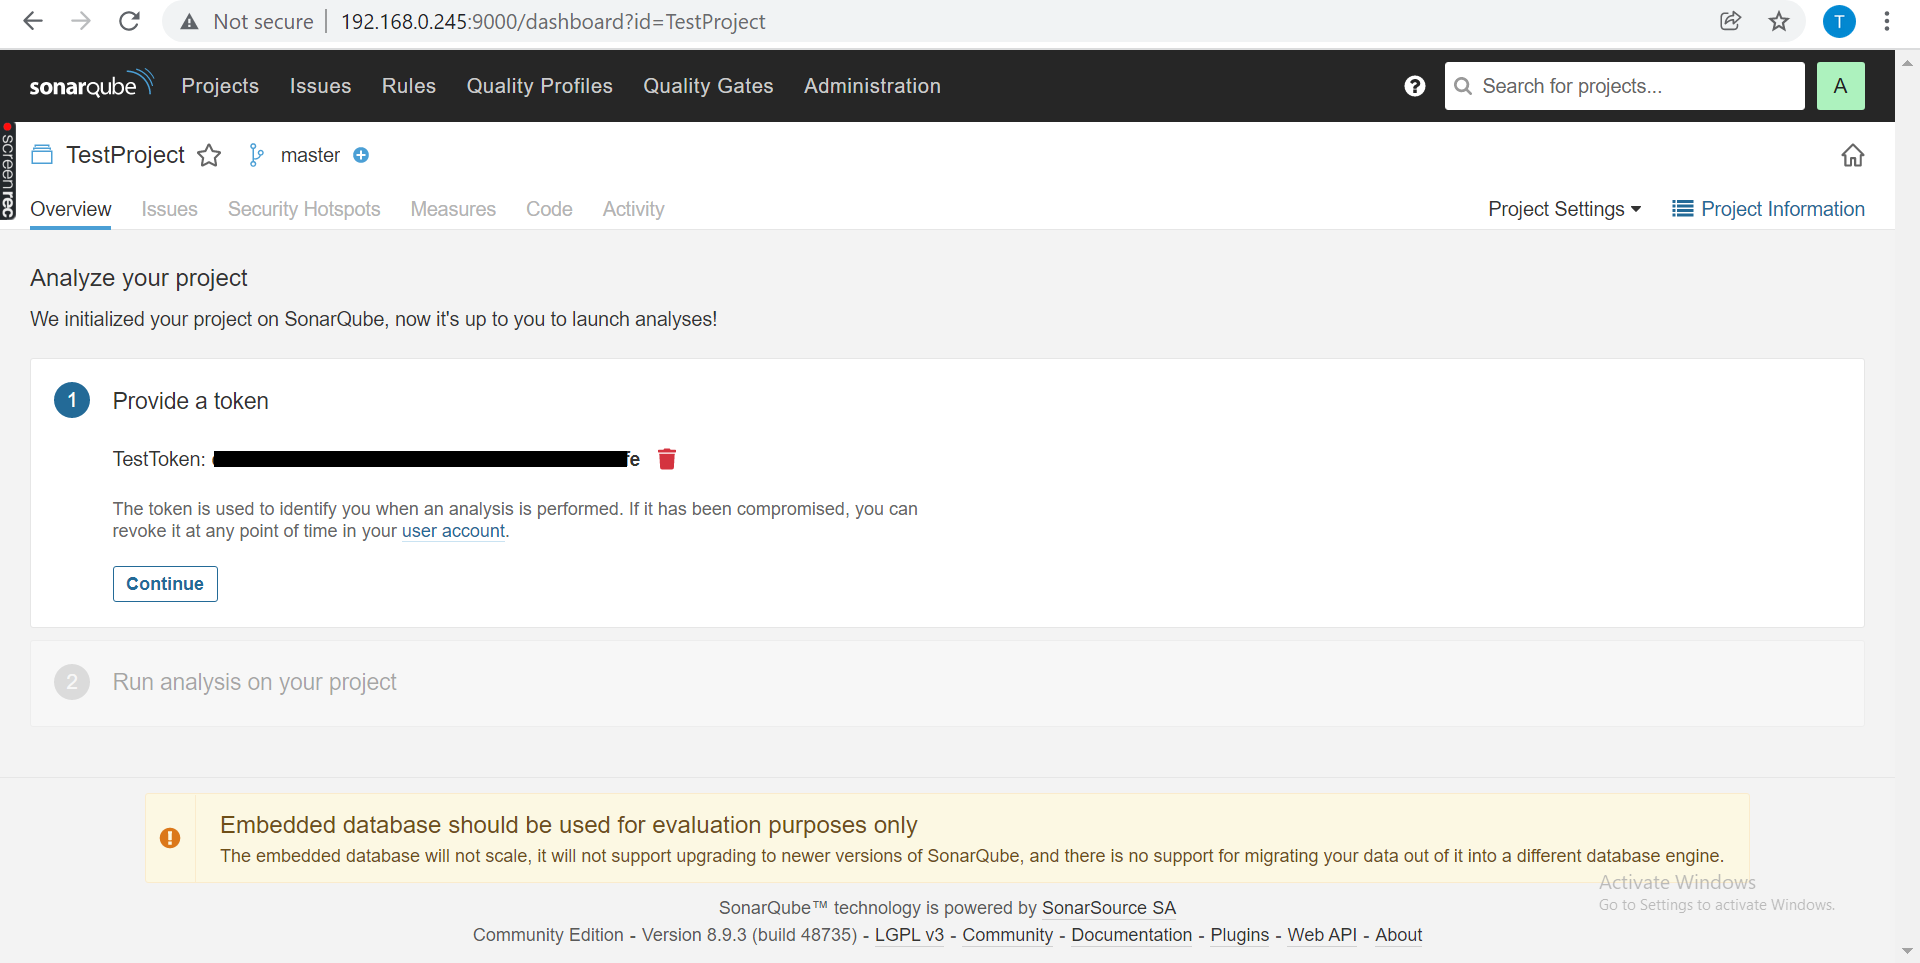 Not secure 192.168.0.245:9000/dashboard?id=TestProject T
sonarqube Projects Issues Rules Quality Profiles Quality Gates Administration ? Search for projects... A
screenrec
TestProject master
Overview Issues Security Hotspots Measures Code Activity Project Settings Project Information
Analyze your project
We initialized your project on SonarQube, now it's up to you to launch analyses!
1 Provide a token
TestToken: fe
The token is used to identify you when an analysis is performed. If it has been compromised, you can
revoke it at any point of time in your user account.
Continue
2 Run analysis on your project
Embedded database should be used for evaluation purposes only
The embedded database will not scale, it will not support upgrading to newer versions of SonarQube, and there is no support for migrating your data out of it into a different database engine.
Activate Windows
Go to Settings to activate Windows.
SonarQube™ technology is powered by SonarSource SA
Community Edition - Version 8.9.3 (build 48735) - LGPL v3 - Community - Documentation - Plugins - Web API - About